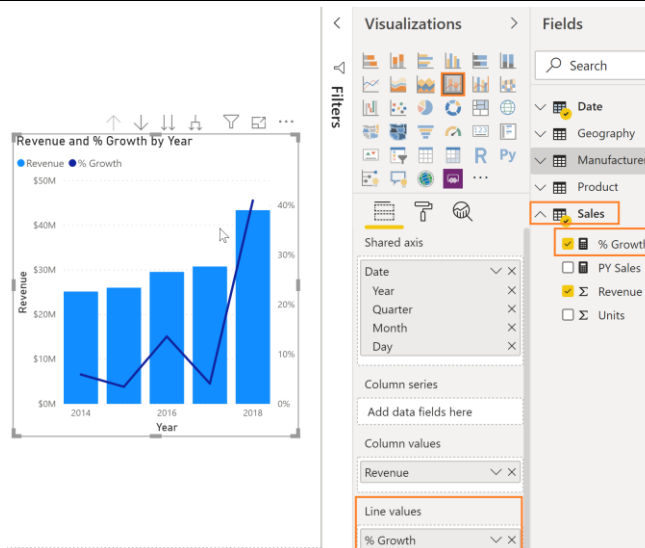 Revenue and % Growth by Year
Revenue % Growth
$50M
$40M
$30M
$20M
$10M
$0M
40%
30%
20%
10%
0%
Revenue
2014 2016 2018
Year
Filters
Visualizations
R Py
123
Shared axis
Date
Year
Quarter
Month
Day
Column series
Add data fields here
Column values
Revenue
Line values
% Growth
Fields
Search
Date
Geography
Manufacturer
Product
Sales
% Growth
PY Sales
Revenue
Units